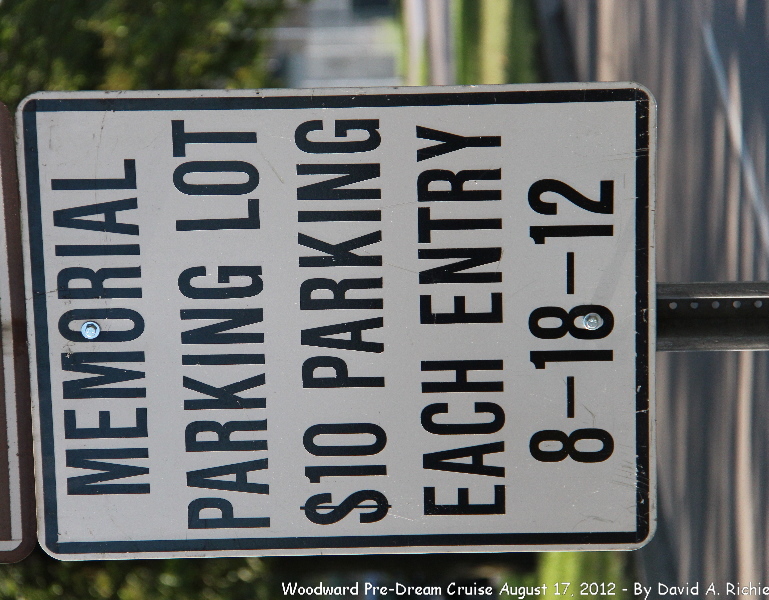 MEMORIAL
PARKING LOT
$10 PARKING
EACH ENTRY
8-18-12
Woodward Pre-Dream Cruise August 17, 2012 - By David A. Richie